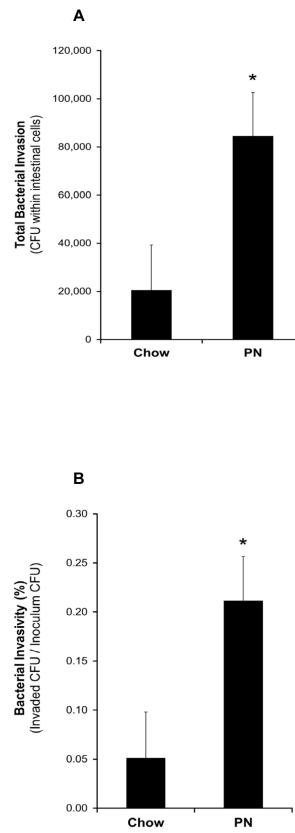 A
Total Bacterial Invasion
(CFU within intestinal cells)
120,000
100,000
80,000
60,000
40,000
20,000
0
*
Chow
PN
B
Bacterial Invasivity (%)
(Invaded CFU / Inoculum CFU)
0.30
0.25
0.20
0.15
0.10
0.05
0.00
*
Chow
PN